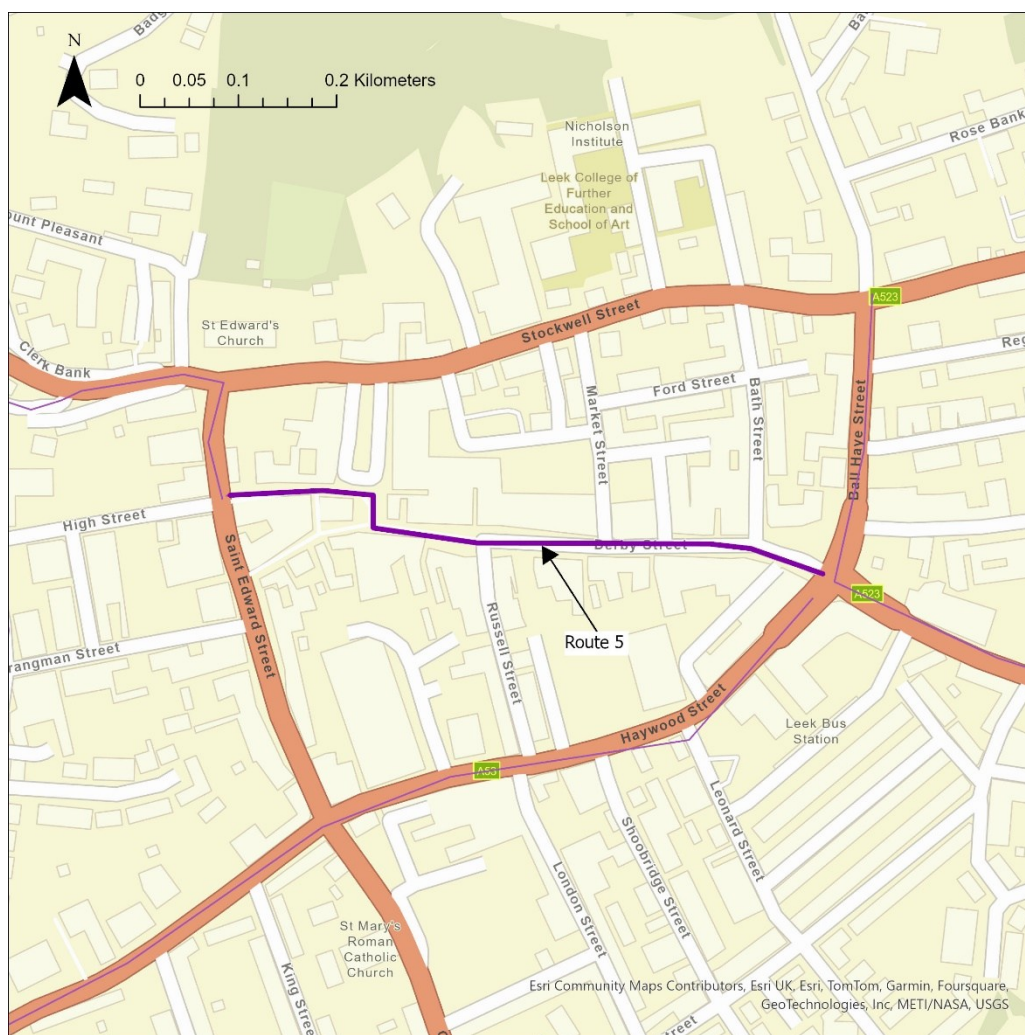 N
0 0.05 0.1 0.2 Kilometers
Nicholson
Institute
Rose Bank
Leek College of
Further
Education and
School of Art
ount Pleasant
A523
St Edward's
Church
Stockwell Street
Clerk Bank
Reg
Ford Street
Market Street
Bath Street
Ball Haye Street
High Street
Derby Street
Saint Edward Street
A523
Russell Street
Route 5
trangman Street
Haywood Street
Leek Bus
Station
A53
Leonard Street
Shoobridge Street
London Street
St Mary's
Roman
Catholic
Church
King Street
Esri Community Maps Contributors, Esri UK, Esri, TomTom, Garmin, Foursquare,
GeoTechnologies, Inc, METI/NASA, USGS